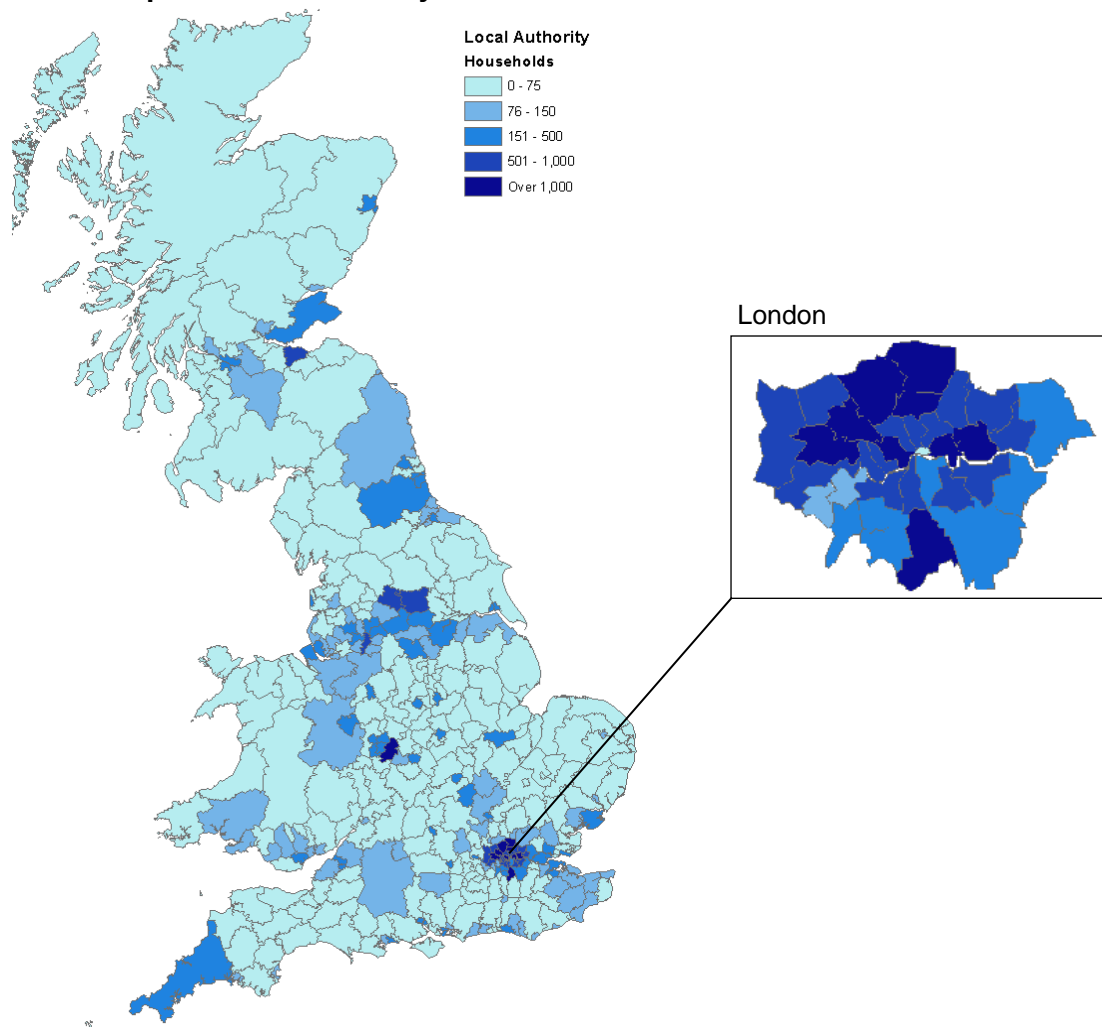 Local Authority
Households
0 - 75
76 - 150
151 - 500
501 - 1,000
Over 1,000
London